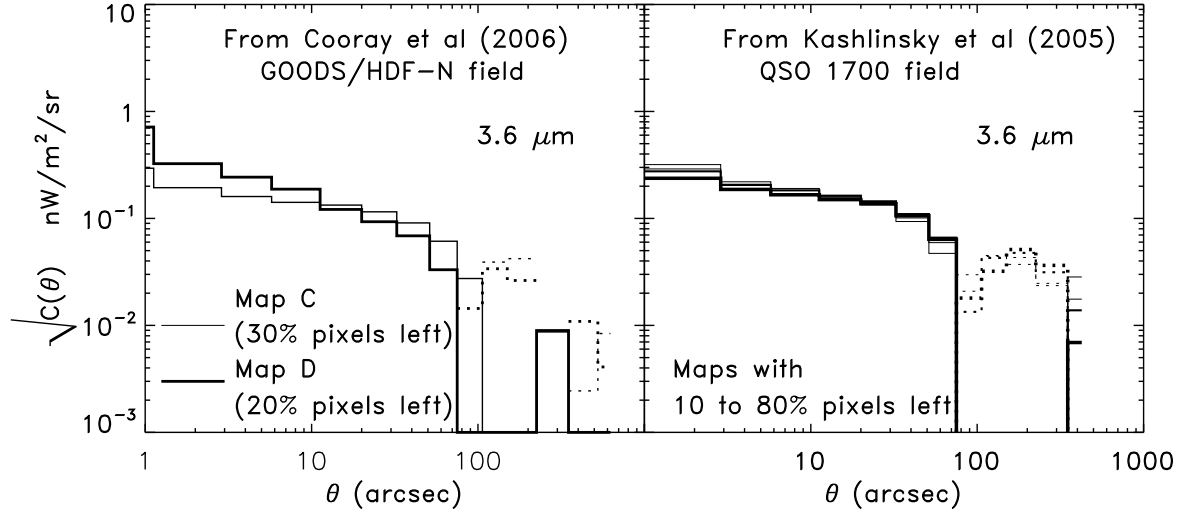 From Cooray et al (2006)
GOODS/HDF−N field
3.6 μm
Map C
(30% pixels left)
Map D
(20% pixels left)
From Kashlinsky et al (2005)
QSO 1700 field
3.6 μm
Maps with
10 to 80% pixels left
√C(θ) nW/m²/sr
10
1
10⁻¹
10⁻²
10⁻³
1 10 100
10 100 1000
θ (arcsec)
θ (arcsec)